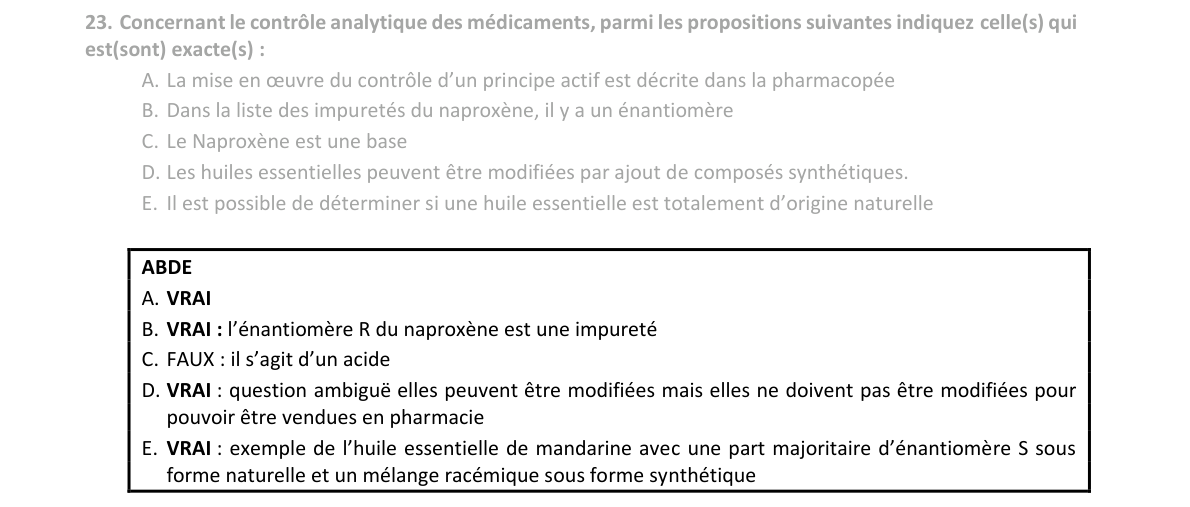 23. Concernant le contrôle analytique des médicaments, parmi les propositions suivantes indiquez celle(s) qui
est(sont) exacte(s) :
A. La mise en œuvre du contrôle d'un principe actif est décrite dans la pharmacopée
B. Dans la liste des impuretés du naproxène, il y a un énantiomère
C. Le Naproxène est une base
D. Les huiles essentielles peuvent être modifiées par ajout de composés synthétiques.
E. Il est possible de déterminer si une huile essentielle est totalement d'origine naturelle
ABDE
A. VRAI
B. VRAI : l'énantiomère R du naproxène est une impureté
C. FAUX : il s'agit d'un acide
D. VRAI : question ambiguë elles peuvent être modifiées mais elles ne doivent pas être modifiées pour
pouvoir être vendues en pharmacie
E. VRAI : exemple de l'huile essentielle de mandarine avec une part majoritaire d'énantiomère S sous
forme naturelle et un mélange racémique sous forme synthétique